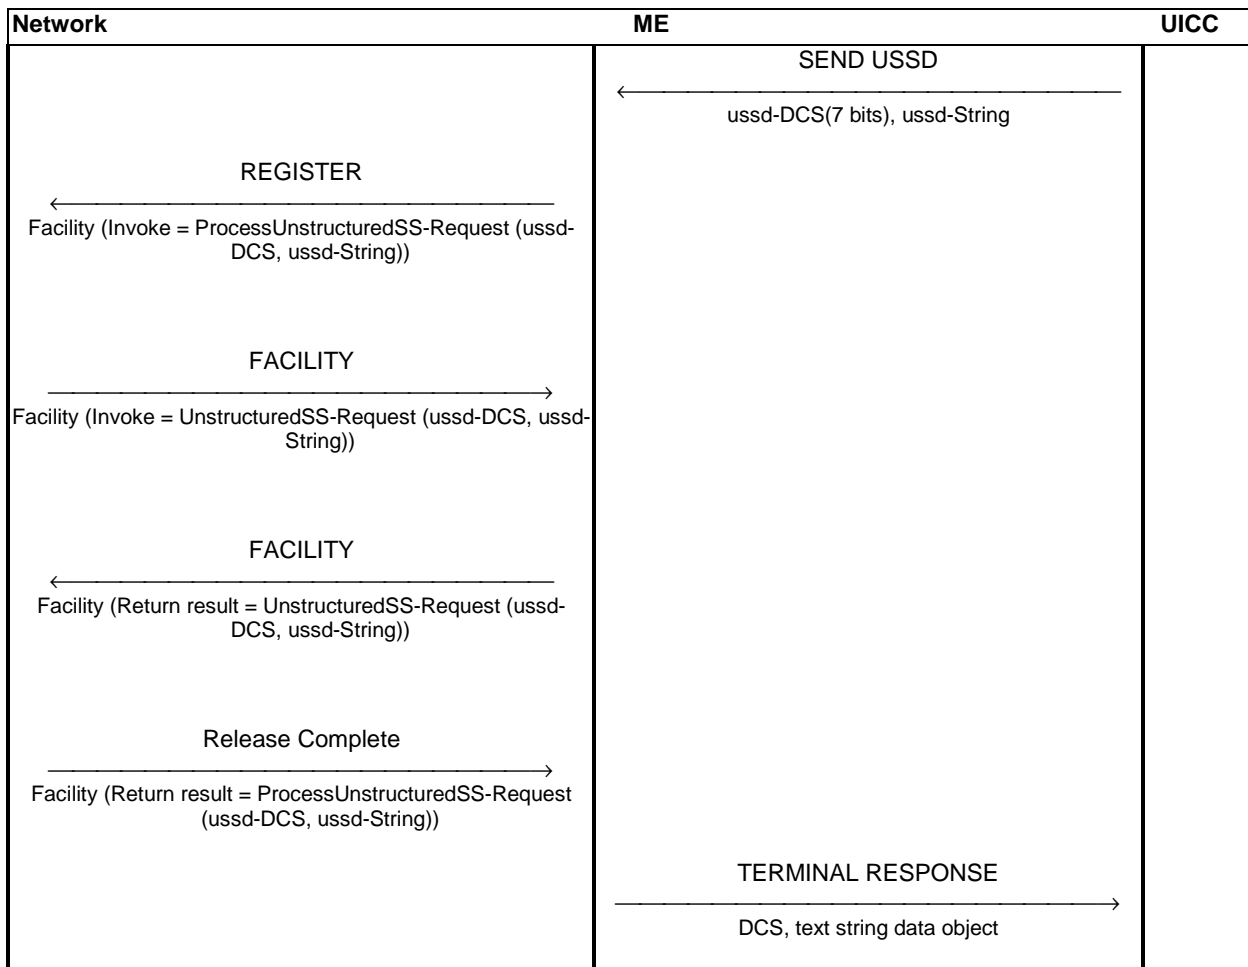 Network ME UICC
SEND USSD
ussd-DCS(7 bits), ussd-String
REGISTER
Facility (Invoke = ProcessUnstructuredSS-Request (ussd-
DCS, ussd-String))
FACILITY
Facility (Invoke = UnstructuredSS-Request (ussd-DCS, ussd-
String))
FACILITY
Facility (Return result = UnstructuredSS-Request (ussd-
DCS, ussd-String))
Release Complete
Facility (Return result = ProcessUnstructuredSS-Request
(ussd-DCS, ussd-String))
TERMINAL RESPONSE
DCS, text string data object